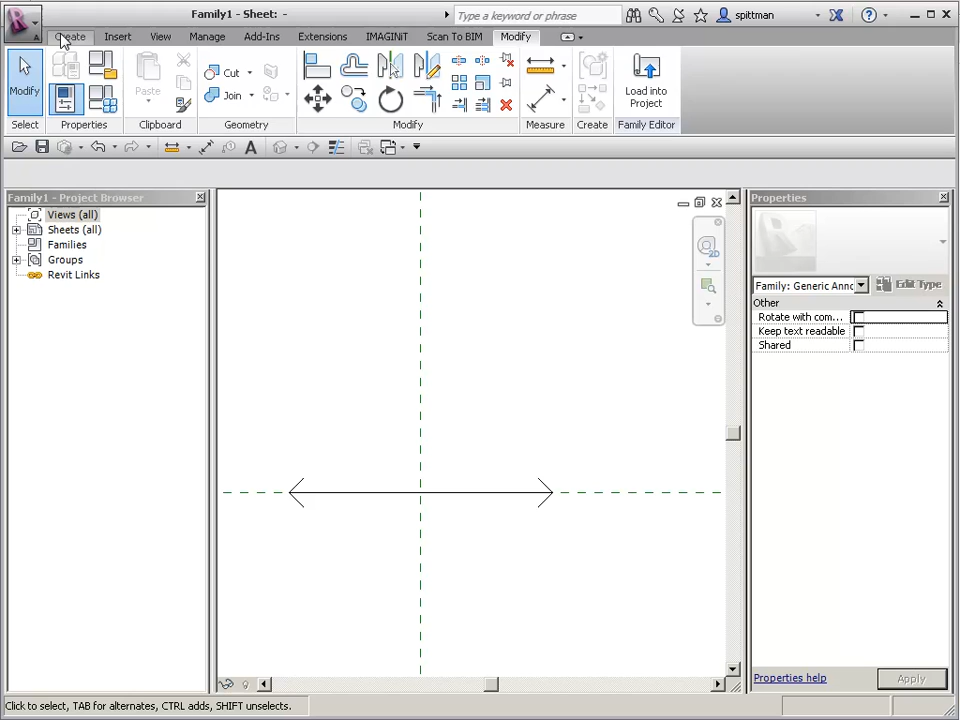 Family1 - Sheet: -
Type a keyword or phrase
spittman
Create
Insert
View
Manage
Add-Ins
Extensions
IMAGINiT
Scan To BIM
Modify
Modify
Paste
Cut
Join
Load into
Project
Select
Properties
Clipboard
Geometry
Modify
Measure
Create
Family Editor
A
Family1 - Project Browser
Views (all)
Sheets (all)
Families
Groups
Revit Links
2D
Properties
Family: Generic Annc
Edit Type
Other
Rotate with com...
Keep text readable
Shared
Properties help
Apply
Click to select, TAB for alternates, CTRL adds, SHIFT unselects.